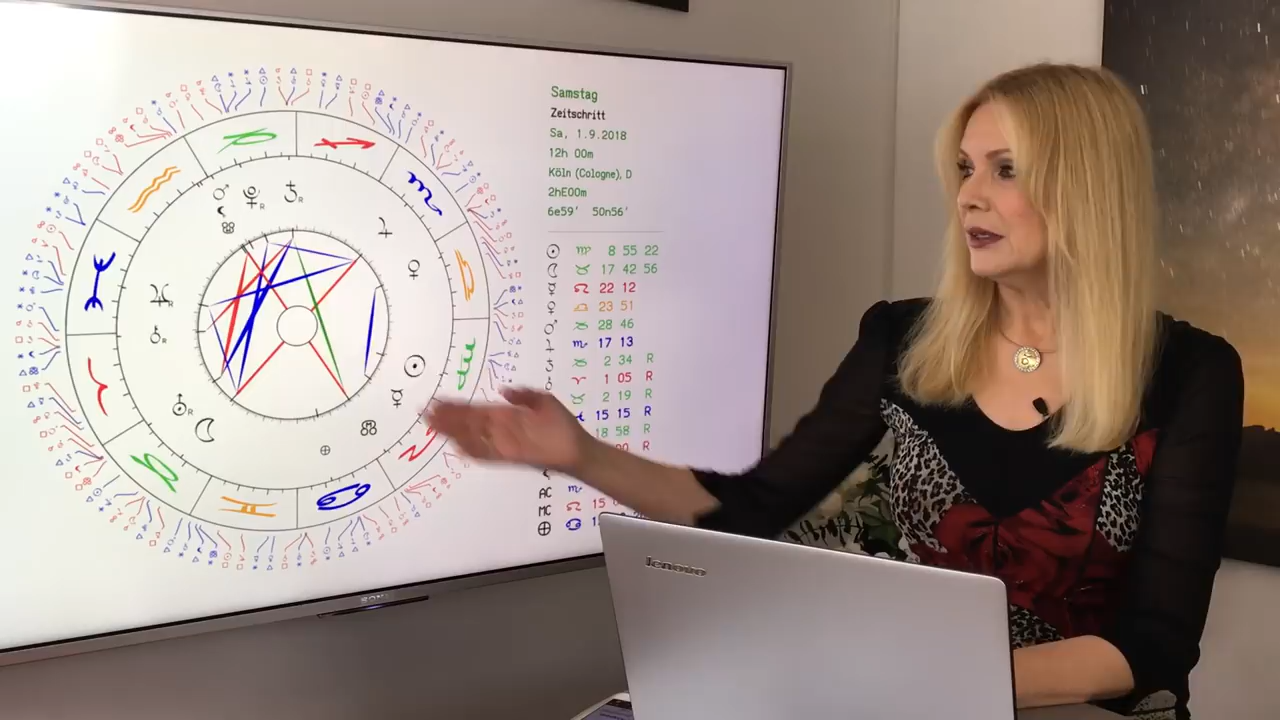 Samstag
Zeitschritt
Sa, 1.9.2018
12h 00m
Köln (Cologne), D
2hE00m
6e59' 50n56'
8 55 22
17 42 56
22 12
23 51
28 46
17 13
2 34 R
1 05 R
2 19 R
15 15 R
18 58 R
R
AC
MC 15
SONY
lenovo